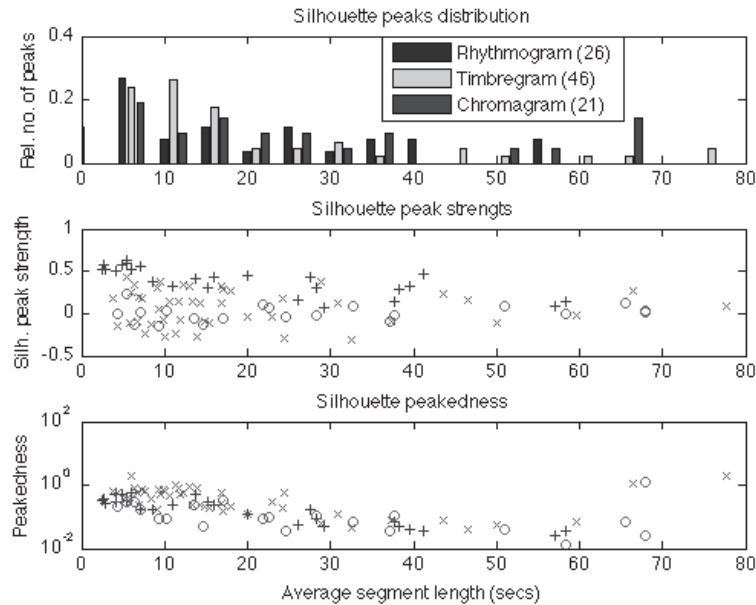 Silhouette peaks distribution
Rel. no. of peaks
0.4
0.2
0
Rhythmogram (26)
Timbregram (46)
Chromagram (21)
0 10 20 30 40 50 60 70 80
Silhouette peak strengts
Silh. peak strength
1
0.5
0
-0.5
0 10 20 30 40 50 60 70 80
Silhouette peakedness
Peakedness
10^2
10^0
10^-2
0 10 20 30 40 50 60 70 80
Average segment length (secs)